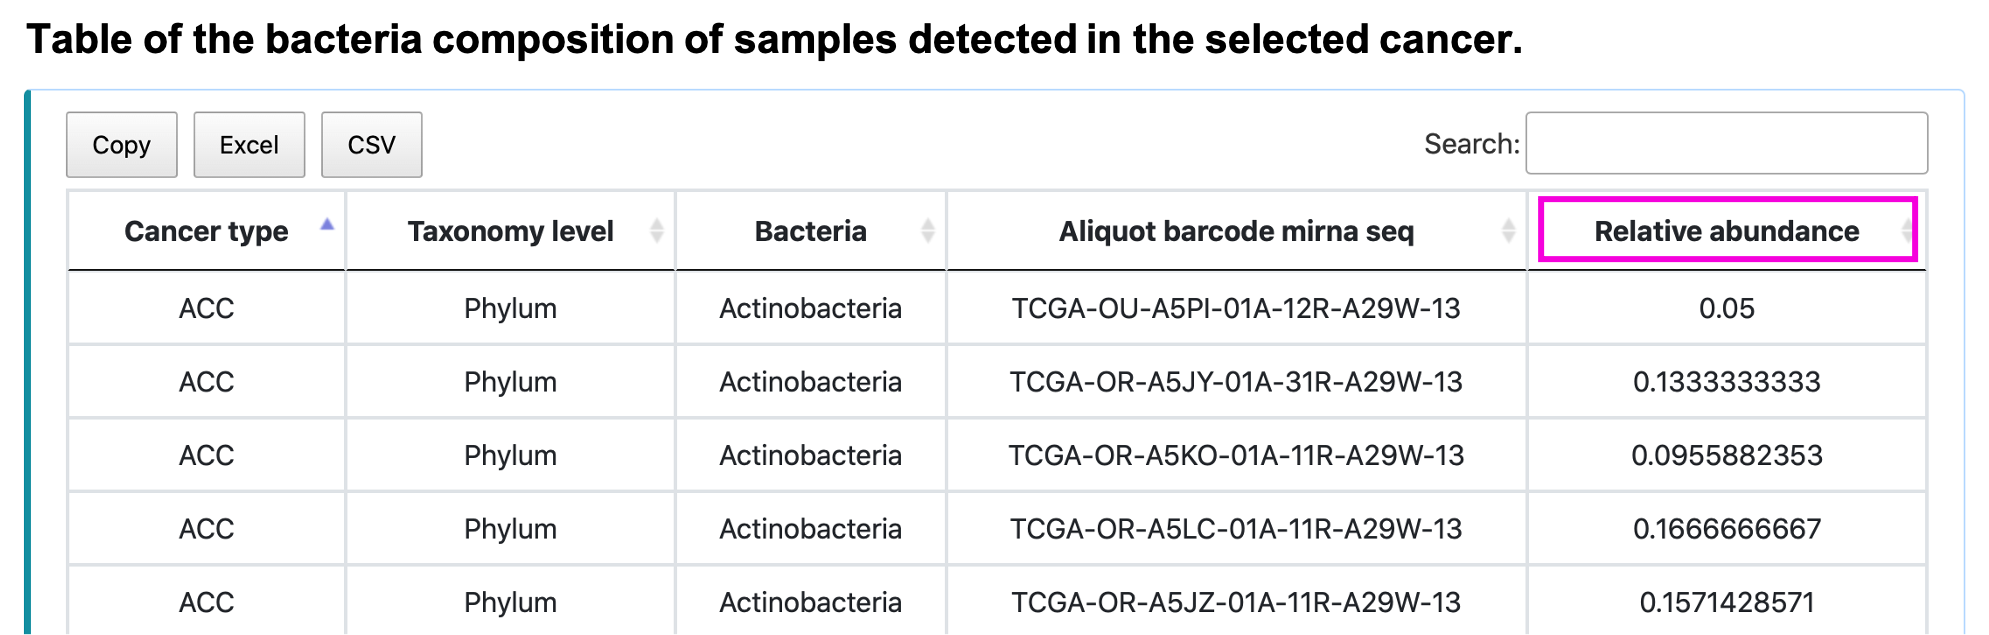 Table of the bacteria composition of samples detected in the selected cancer.
Copy Excel CSV Search:
Cancer type Taxonomy level Bacteria Aliquot barcode mirna seq Relative abundance
ACC Phylum Actinobacteria TCGA-OU-A5PI-01A-12R-A29W-13 0.05
ACC Phylum Actinobacteria TCGA-OR-A5JY-01A-31R-A29W-13 0.1333333333
ACC Phylum Actinobacteria TCGA-OR-A5KO-01A-11R-A29W-13 0.0955882353
ACC Phylum Actinobacteria TCGA-OR-A5LC-01A-11R-A29W-13 0.1666666667
ACC Phylum Actinobacteria TCGA-OR-A5JZ-01A-11R-A29W-13 0.1571428571